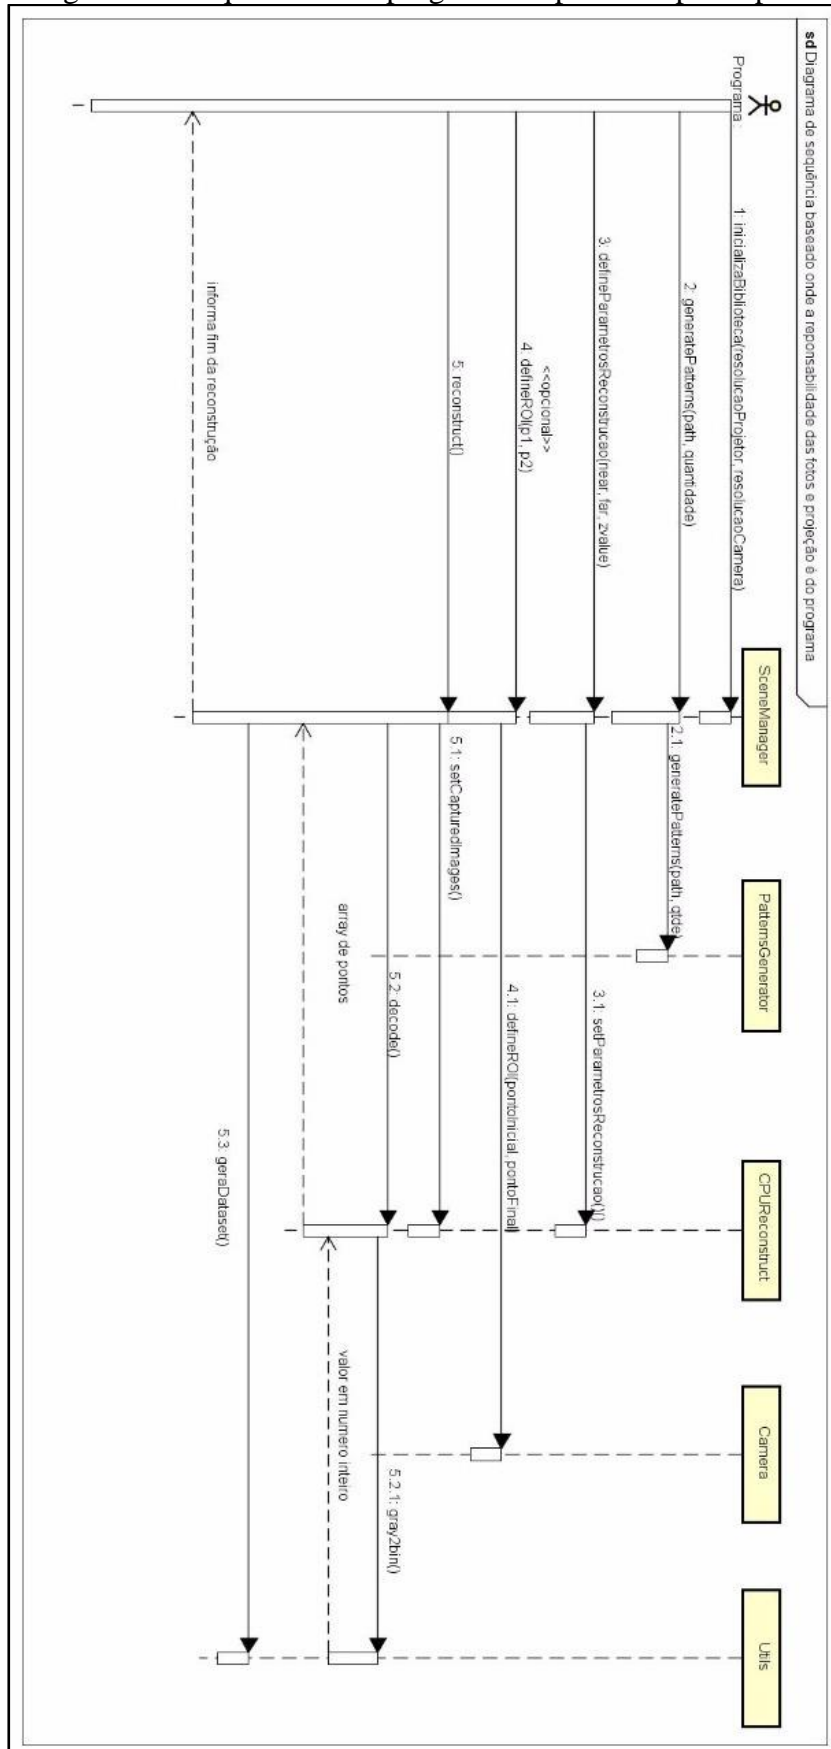 sd Diagrama de sequência baseado onde a reponsabilidade das fotos e projeção é do programa
Programa :
SceneManager
PatternsGenerator
CPUReconstruct
Camera
Utils
1: inicializaBiblioteca(resolucaoProjetor, resolucaoCamera)
2: generatePatterns(path, quantidade)
2.1: generatePatterns(path, qtde)
3: defineParametrosReconstrucao(near, far, zvalue)
3.1: setParametrosReconstrucao()()
<<opcional>>
4: defineROI(p1, p2)
4.1: defineROI(pontoInicial, pontoFinal)
5: reconstruct()
5.1: setCapturedImages()
5.2: decode()
5.2.1: gray2bin()
valor em numero inteiro
array de pontos
5.3: geraDataset()
informa fim da reconstrução